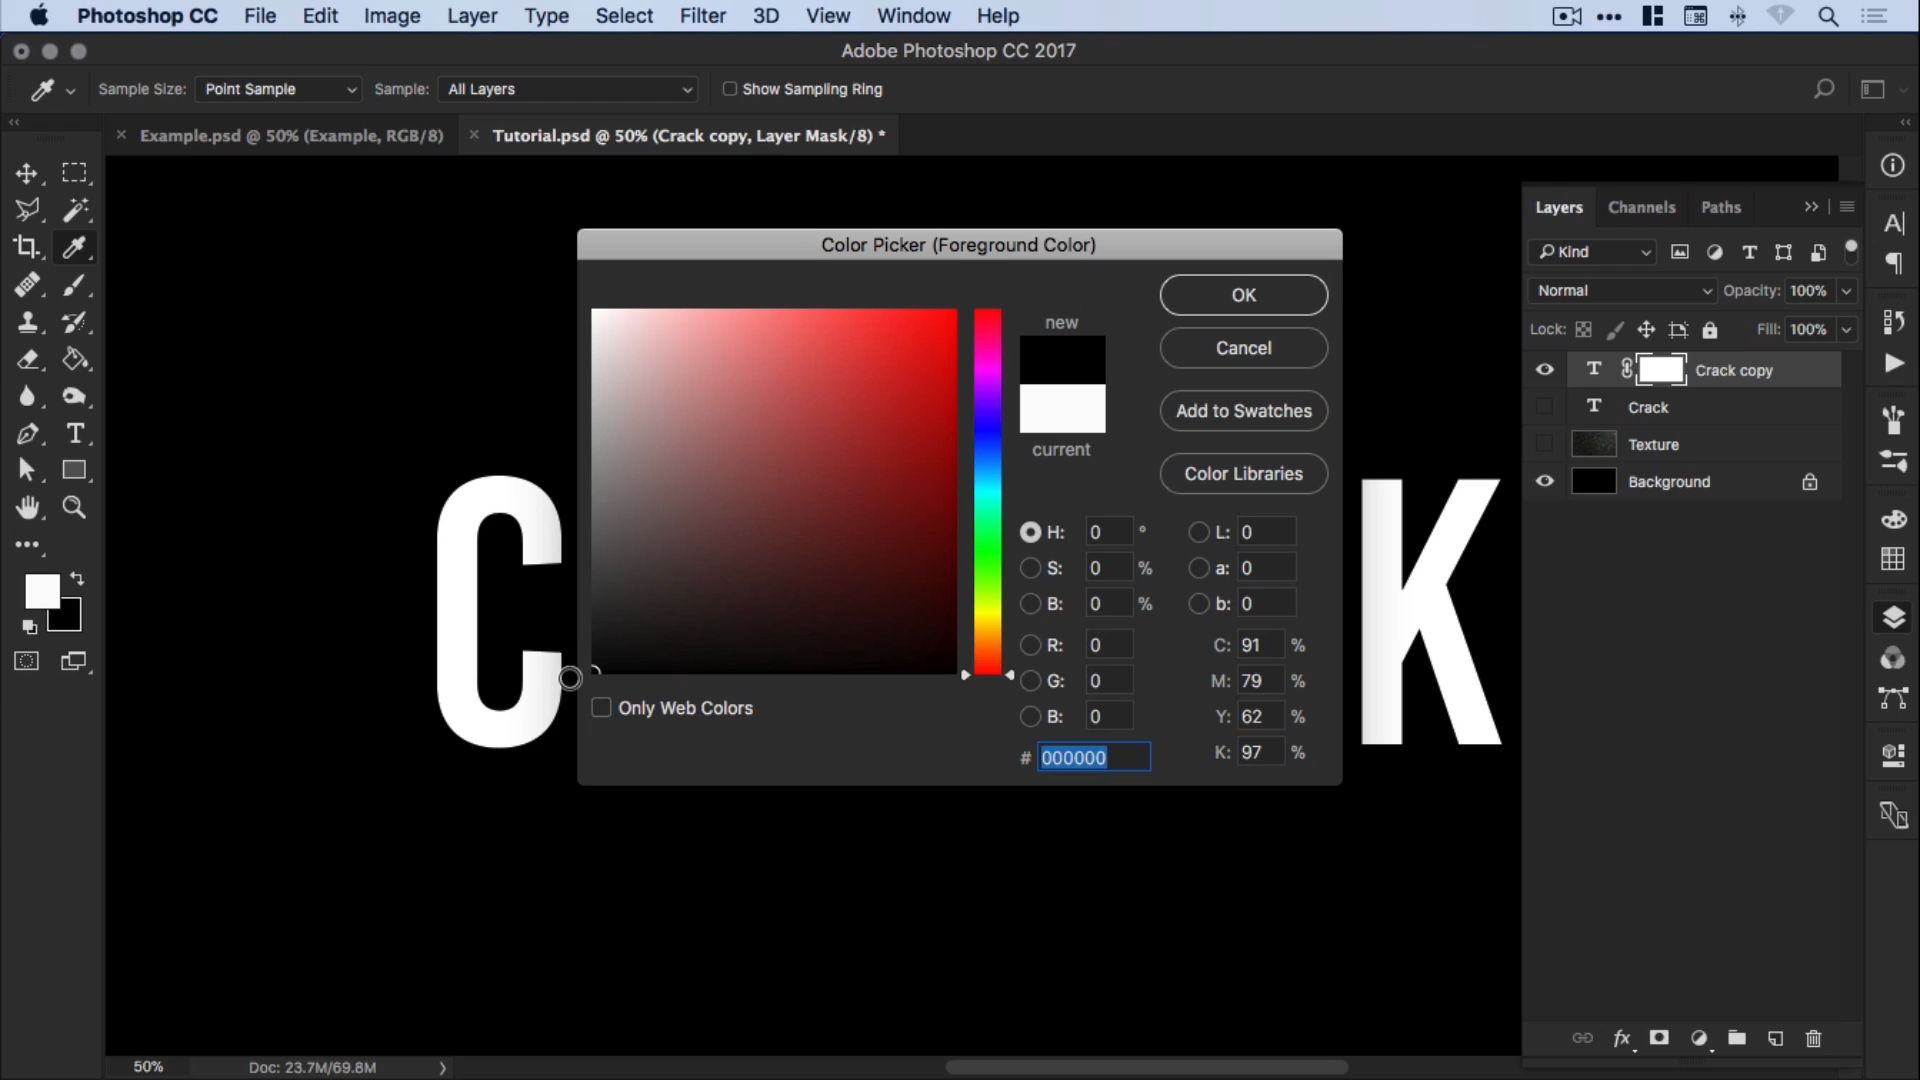 Photoshop CC File Edit Image Layer Type Select Filter 3D View Window Help
Adobe Photoshop CC 2017
Sample Size: Point Sample Sample: All Layers Show Sampling Ring
Example.psd @ 50% (Example, RGB/8) Tutorial.psd @ 50% (Crack copy, Layer Mask/8) *
Layers Channels Paths
Color Picker (Foreground Color)
Kind
OK
Normal Opacity: 100%
new
Lock: Fill: 100%
Cancel
Crack copy
Add to Swatches
Crack
current
Texture
Color Libraries
Background
C K
H: 0 ° L: 0
S: 0 % a: 0
B: 0 % b: 0
R: 0 C: 91 %
G: 0 M: 79 %
B: 0 Y: 62 %
# 000000 K: 97 %
Only Web Colors
50% Doc: 23.7M/69.8M